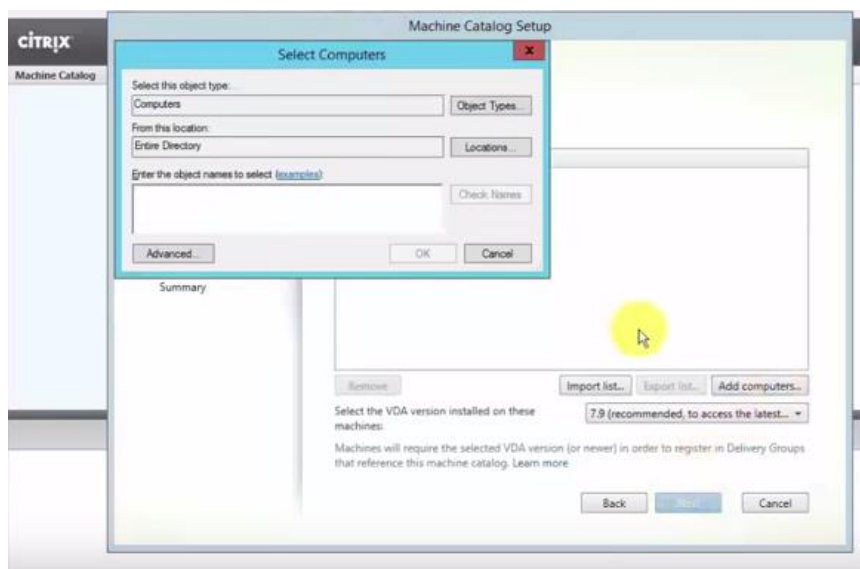 Machine Catalog Setup
CİTRIX
Select Computers
x
Machine Catalog
Select this object type:
Computers
Object Types...
From this location:
Entire Directory
Locations...
Enter the object names to select (examples):
Check Names
Advanced...
OK
Cancel
Summary
Remove
Import list...
Export list...
Add computers...
Select the VDA version installed on these
machines:
7.9 (recommended, to access the latest...
Machines will require the selected VDA version (or newer) in order to register in Delivery Groups
that reference this machine catalog. Learn more
Back
Next
Cancel